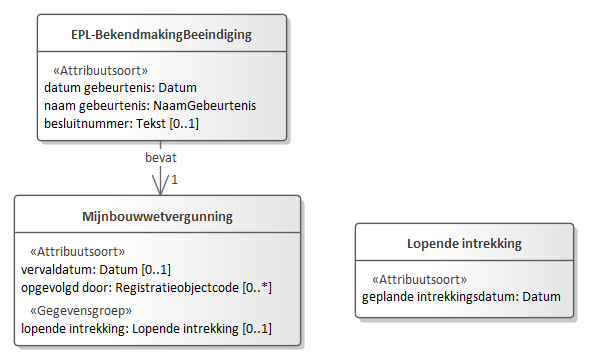 EPL-BekendmakingBeeindiging
«Attribuutsoort»
datum gebeurtenis: Datum
naam gebeurtenis: NaamGebeurtenis
besluitnummer: Tekst [0..1]
bevat
1
Mijnbouwwetvergunning
«Attribuutsoort»
vervaldatum: Datum [0..1]
opgevolgd door: Registratieobjectcode [0..*]
«Gegevensgroep»
lopende intrekking: Lopende intrekking [0..1]
Lopende intrekking
«Attribuutsoort»
geplande intrekkingsdatum: Datum